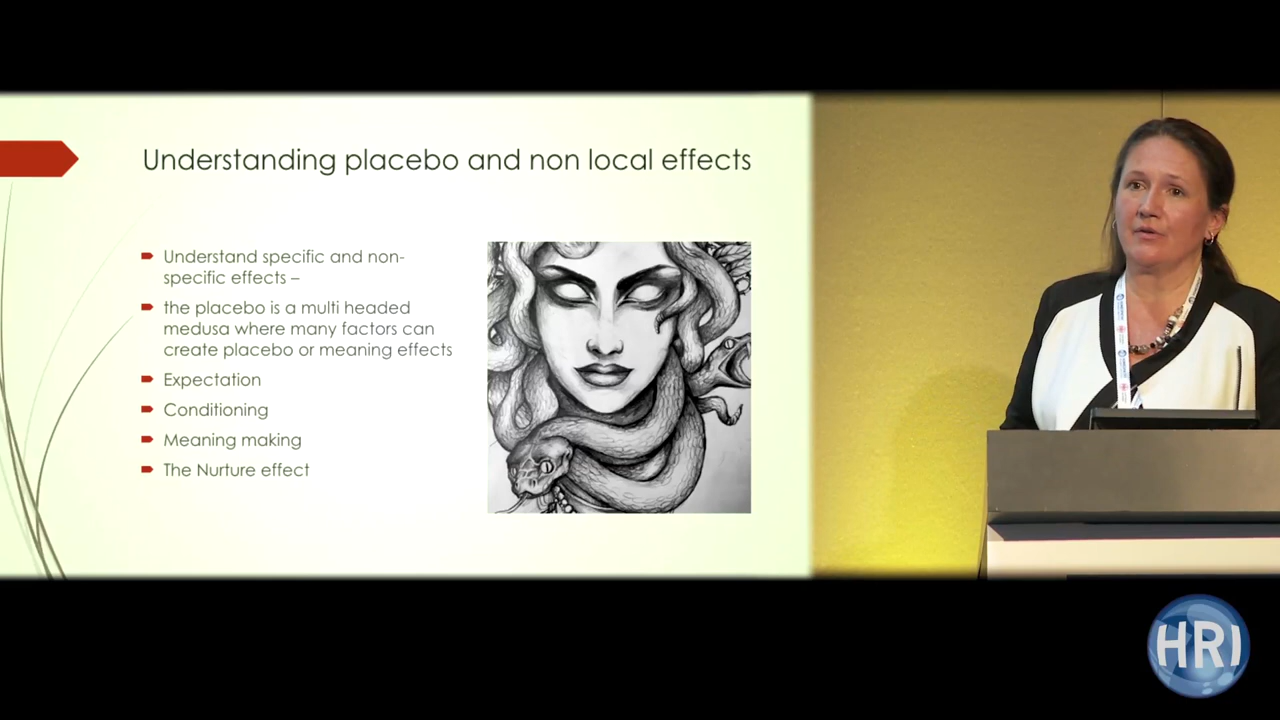 Understanding placebo and non local effects
Understand specific and non-
specific effects –
the placebo is a multi headed
medusa where many factors can
create placebo or meaning effects
Expectation
Conditioning
Meaning making
The Nurture effect
HRI